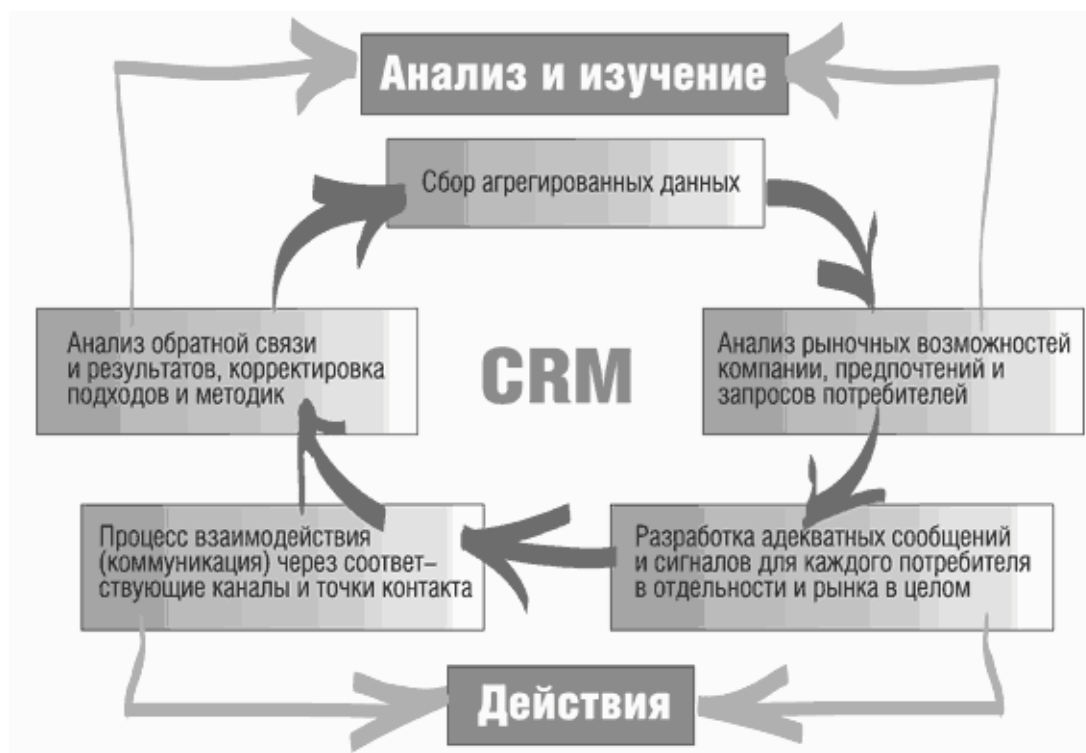 Анализ и изучение
Сбор агрегированных данных
Анализ обратной связи
и результатов, корректировка
подходов и методик
CRM
Анализ рыночных возможностей
компании, предпочтений и
запросов потребителей
Процесс взаимодействия
(коммуникация) через соответ–
ствующие каналы и точки контакта
Разработка адекватных сообщений
и сигналов для каждого потребителя
в отдельности и рынка в целом
Действия